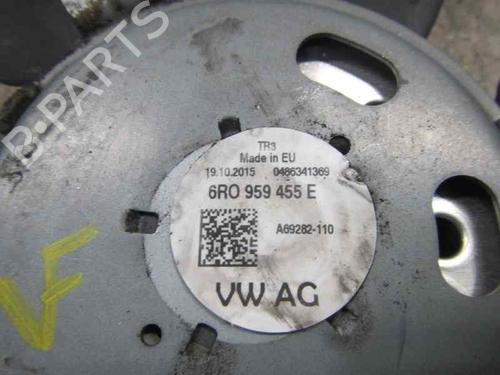 B-PARTS
TR3
Made in EU
19.10.2015 0486341369
6R0 959 455 E
A69282-110
VW AG
VF